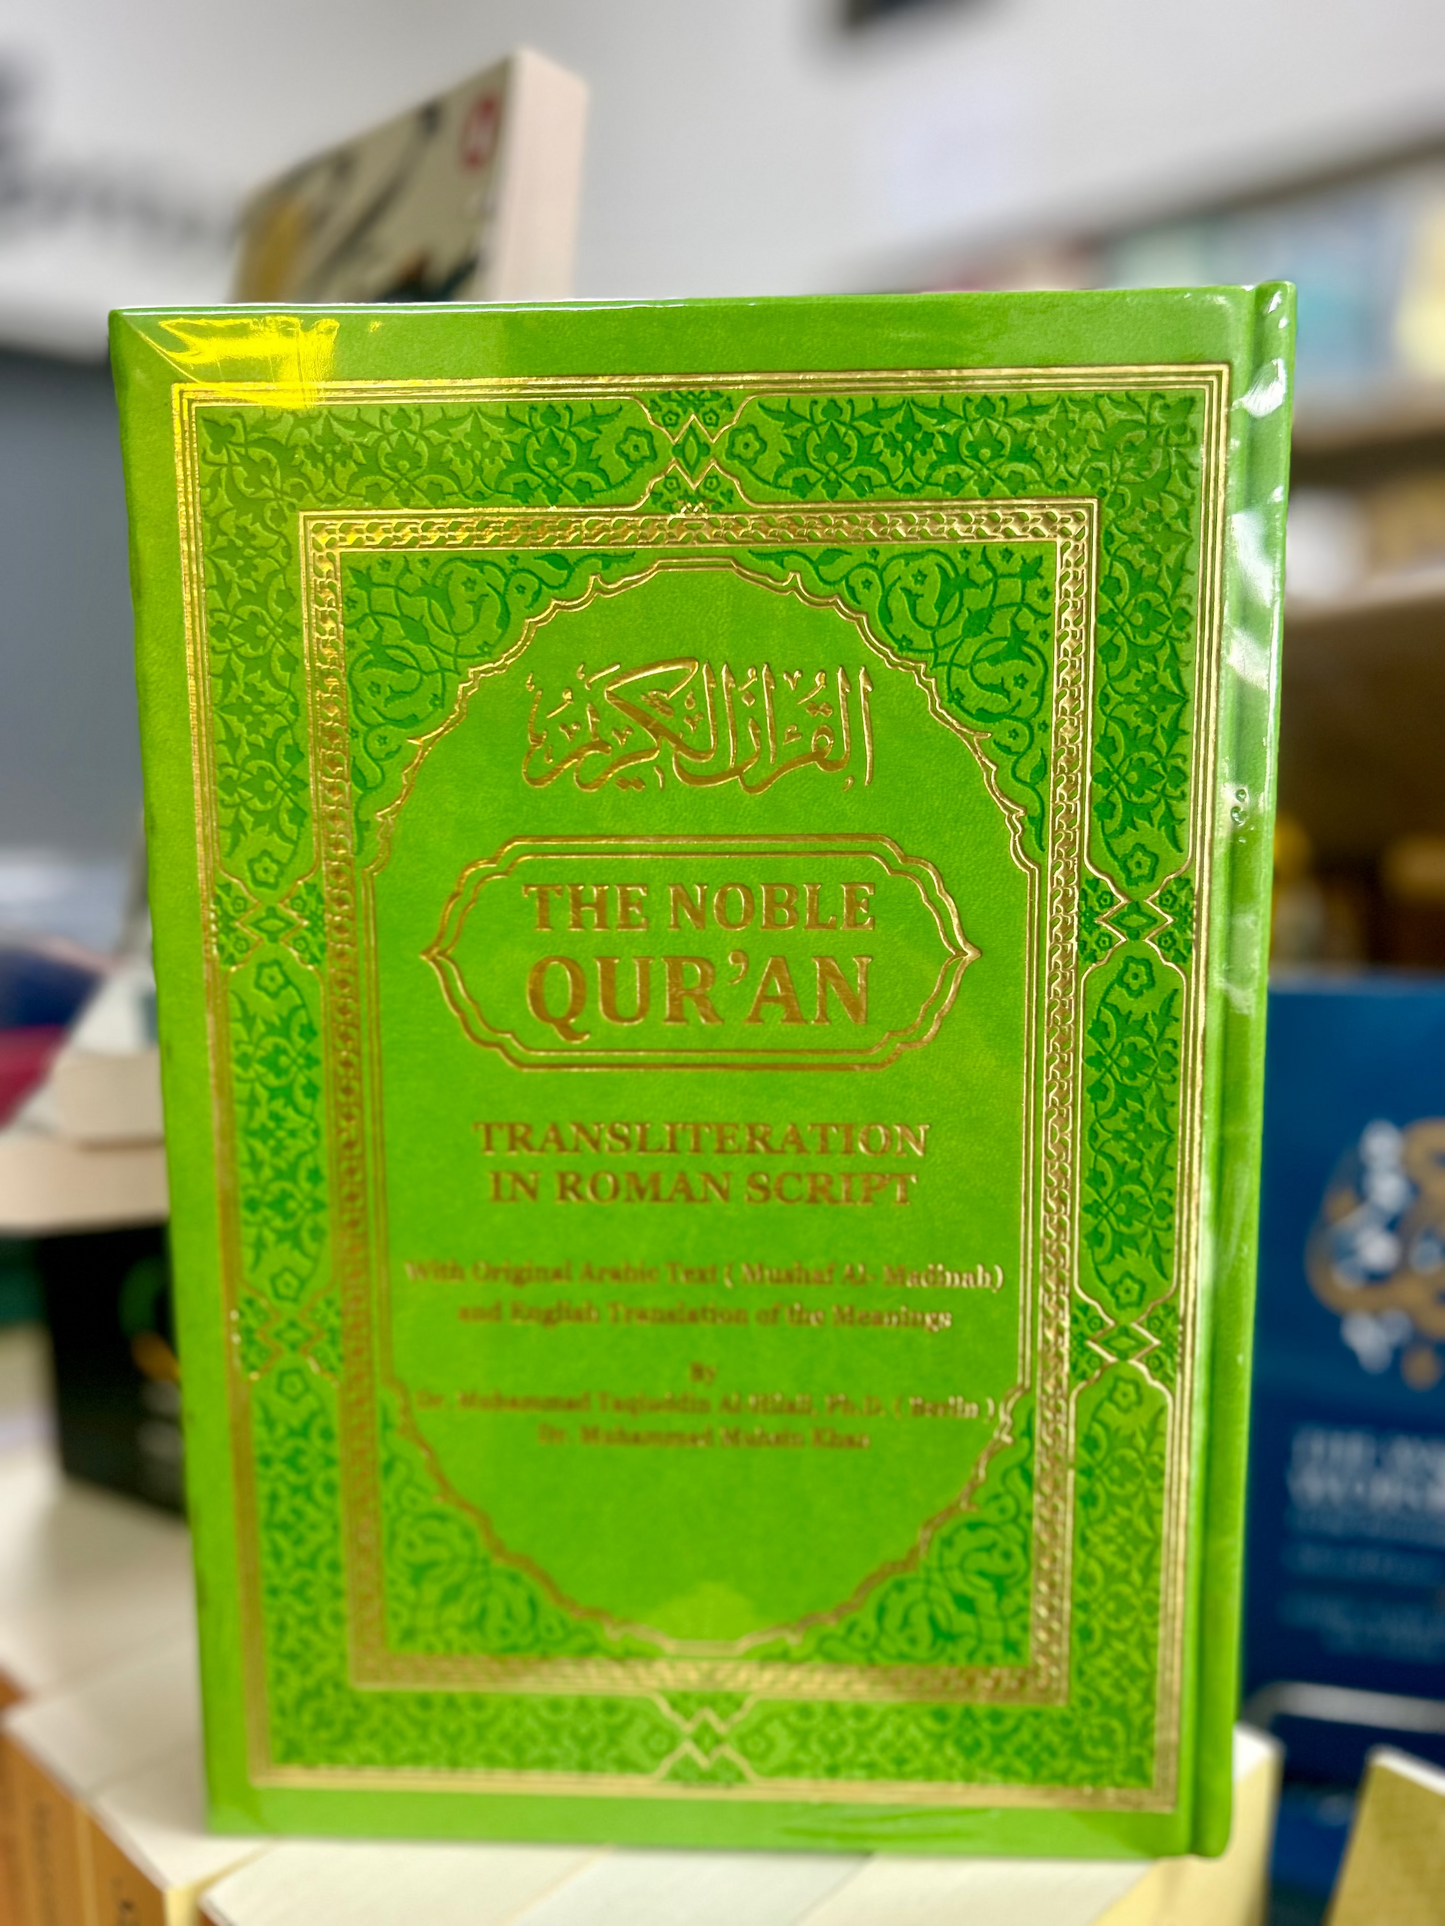 القرآن الكريم
THE NOBLE
QUR'AN
TRANSLITERATION
IN ROMAN SCRIPT
With Original Arabic Text ( Mushaf Al- Madinah)
and English Translation of the Meanings
By
Dr. Muhammad Taqiuddin Al-Hilali, Ph.D. ( Berlin )
Dr. Muhammad Muhsin Khan